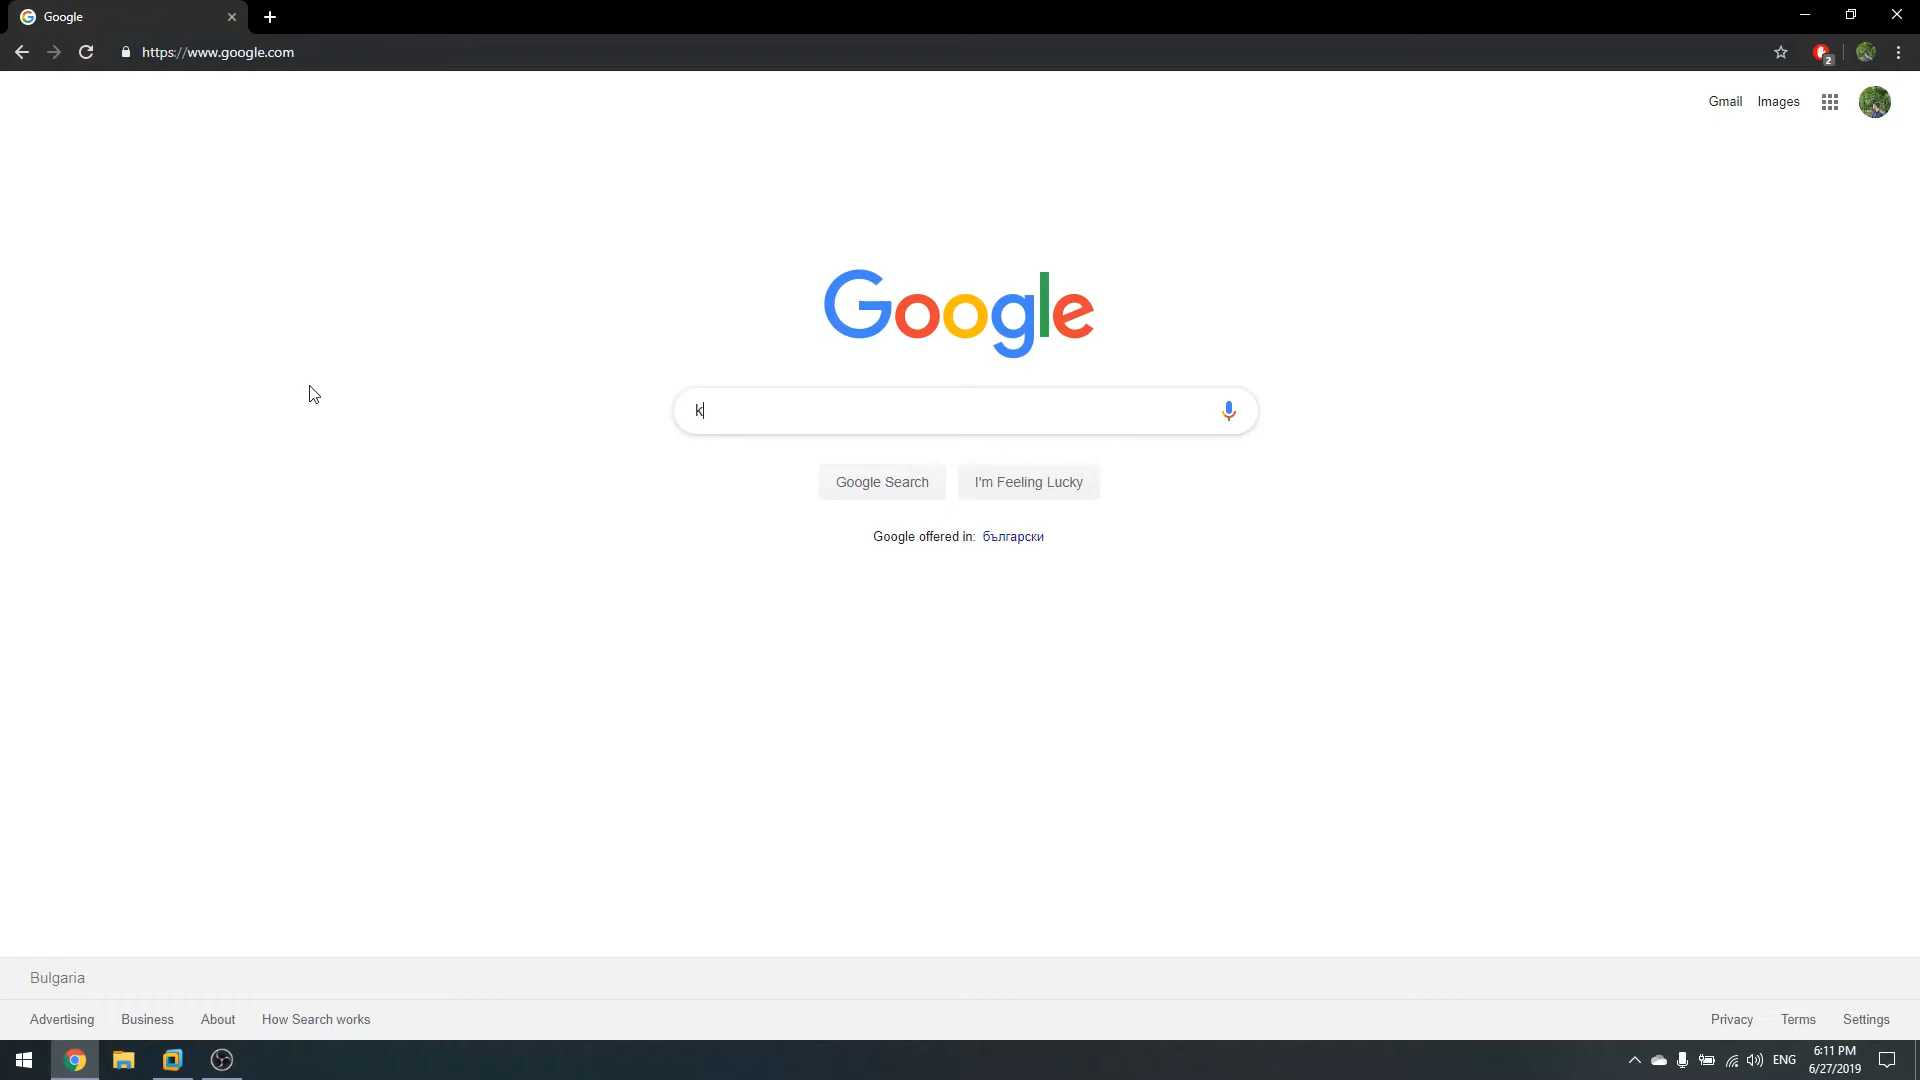 Google
https://www.google.com
2
Gmail Images
Google
k
Google Search I'm Feeling Lucky
Google offered in: български
Bulgaria
Advertising Business About How Search works Privacy Terms Settings
ENG 6:11 PM
6/27/2019